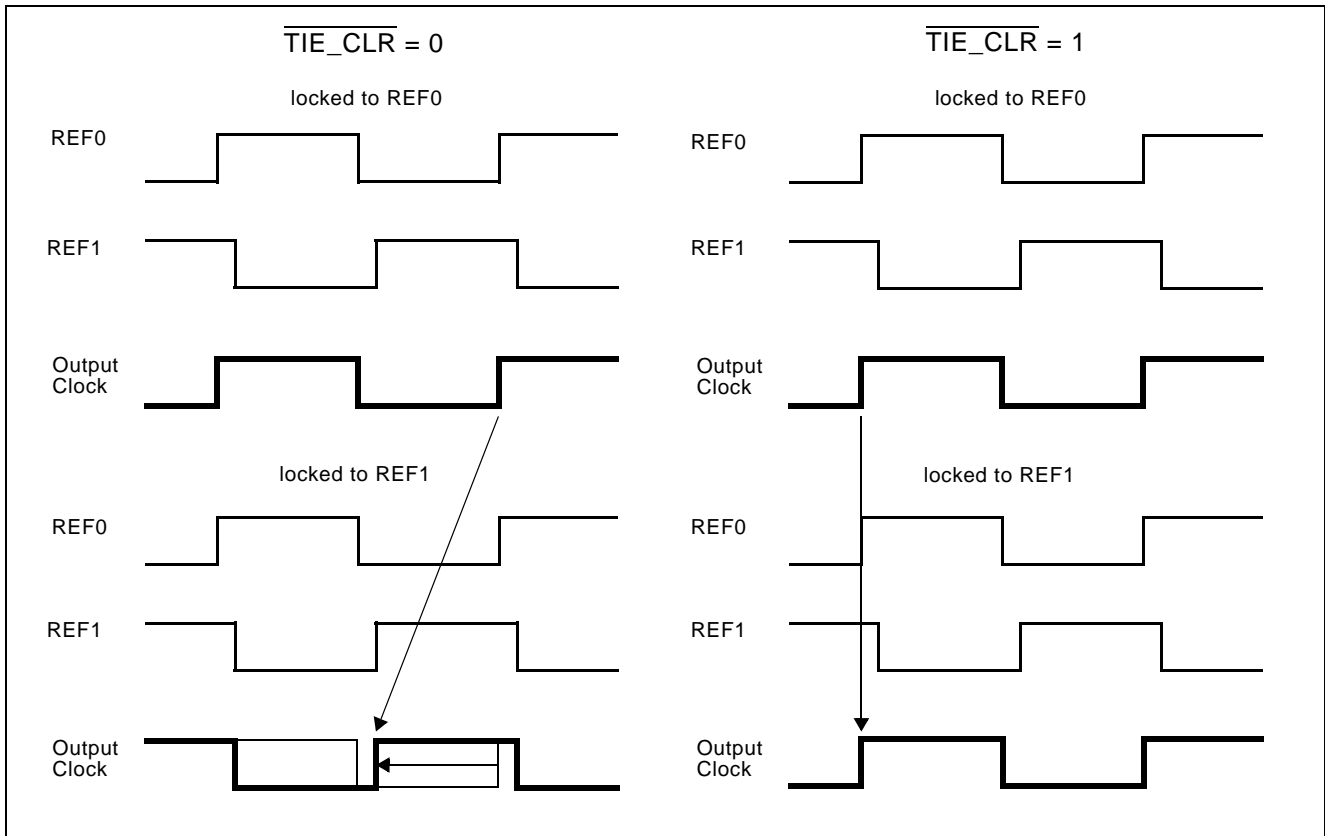 TIE_CLR = 0
locked to REF0
REF0
REF1
Output
Clock
locked to REF1
REF0
REF1
Output
Clock
TIE_CLR = 1
locked to REF0
REF0
REF1
Output
Clock
locked to REF1
REF0
REF1
Output
Clock